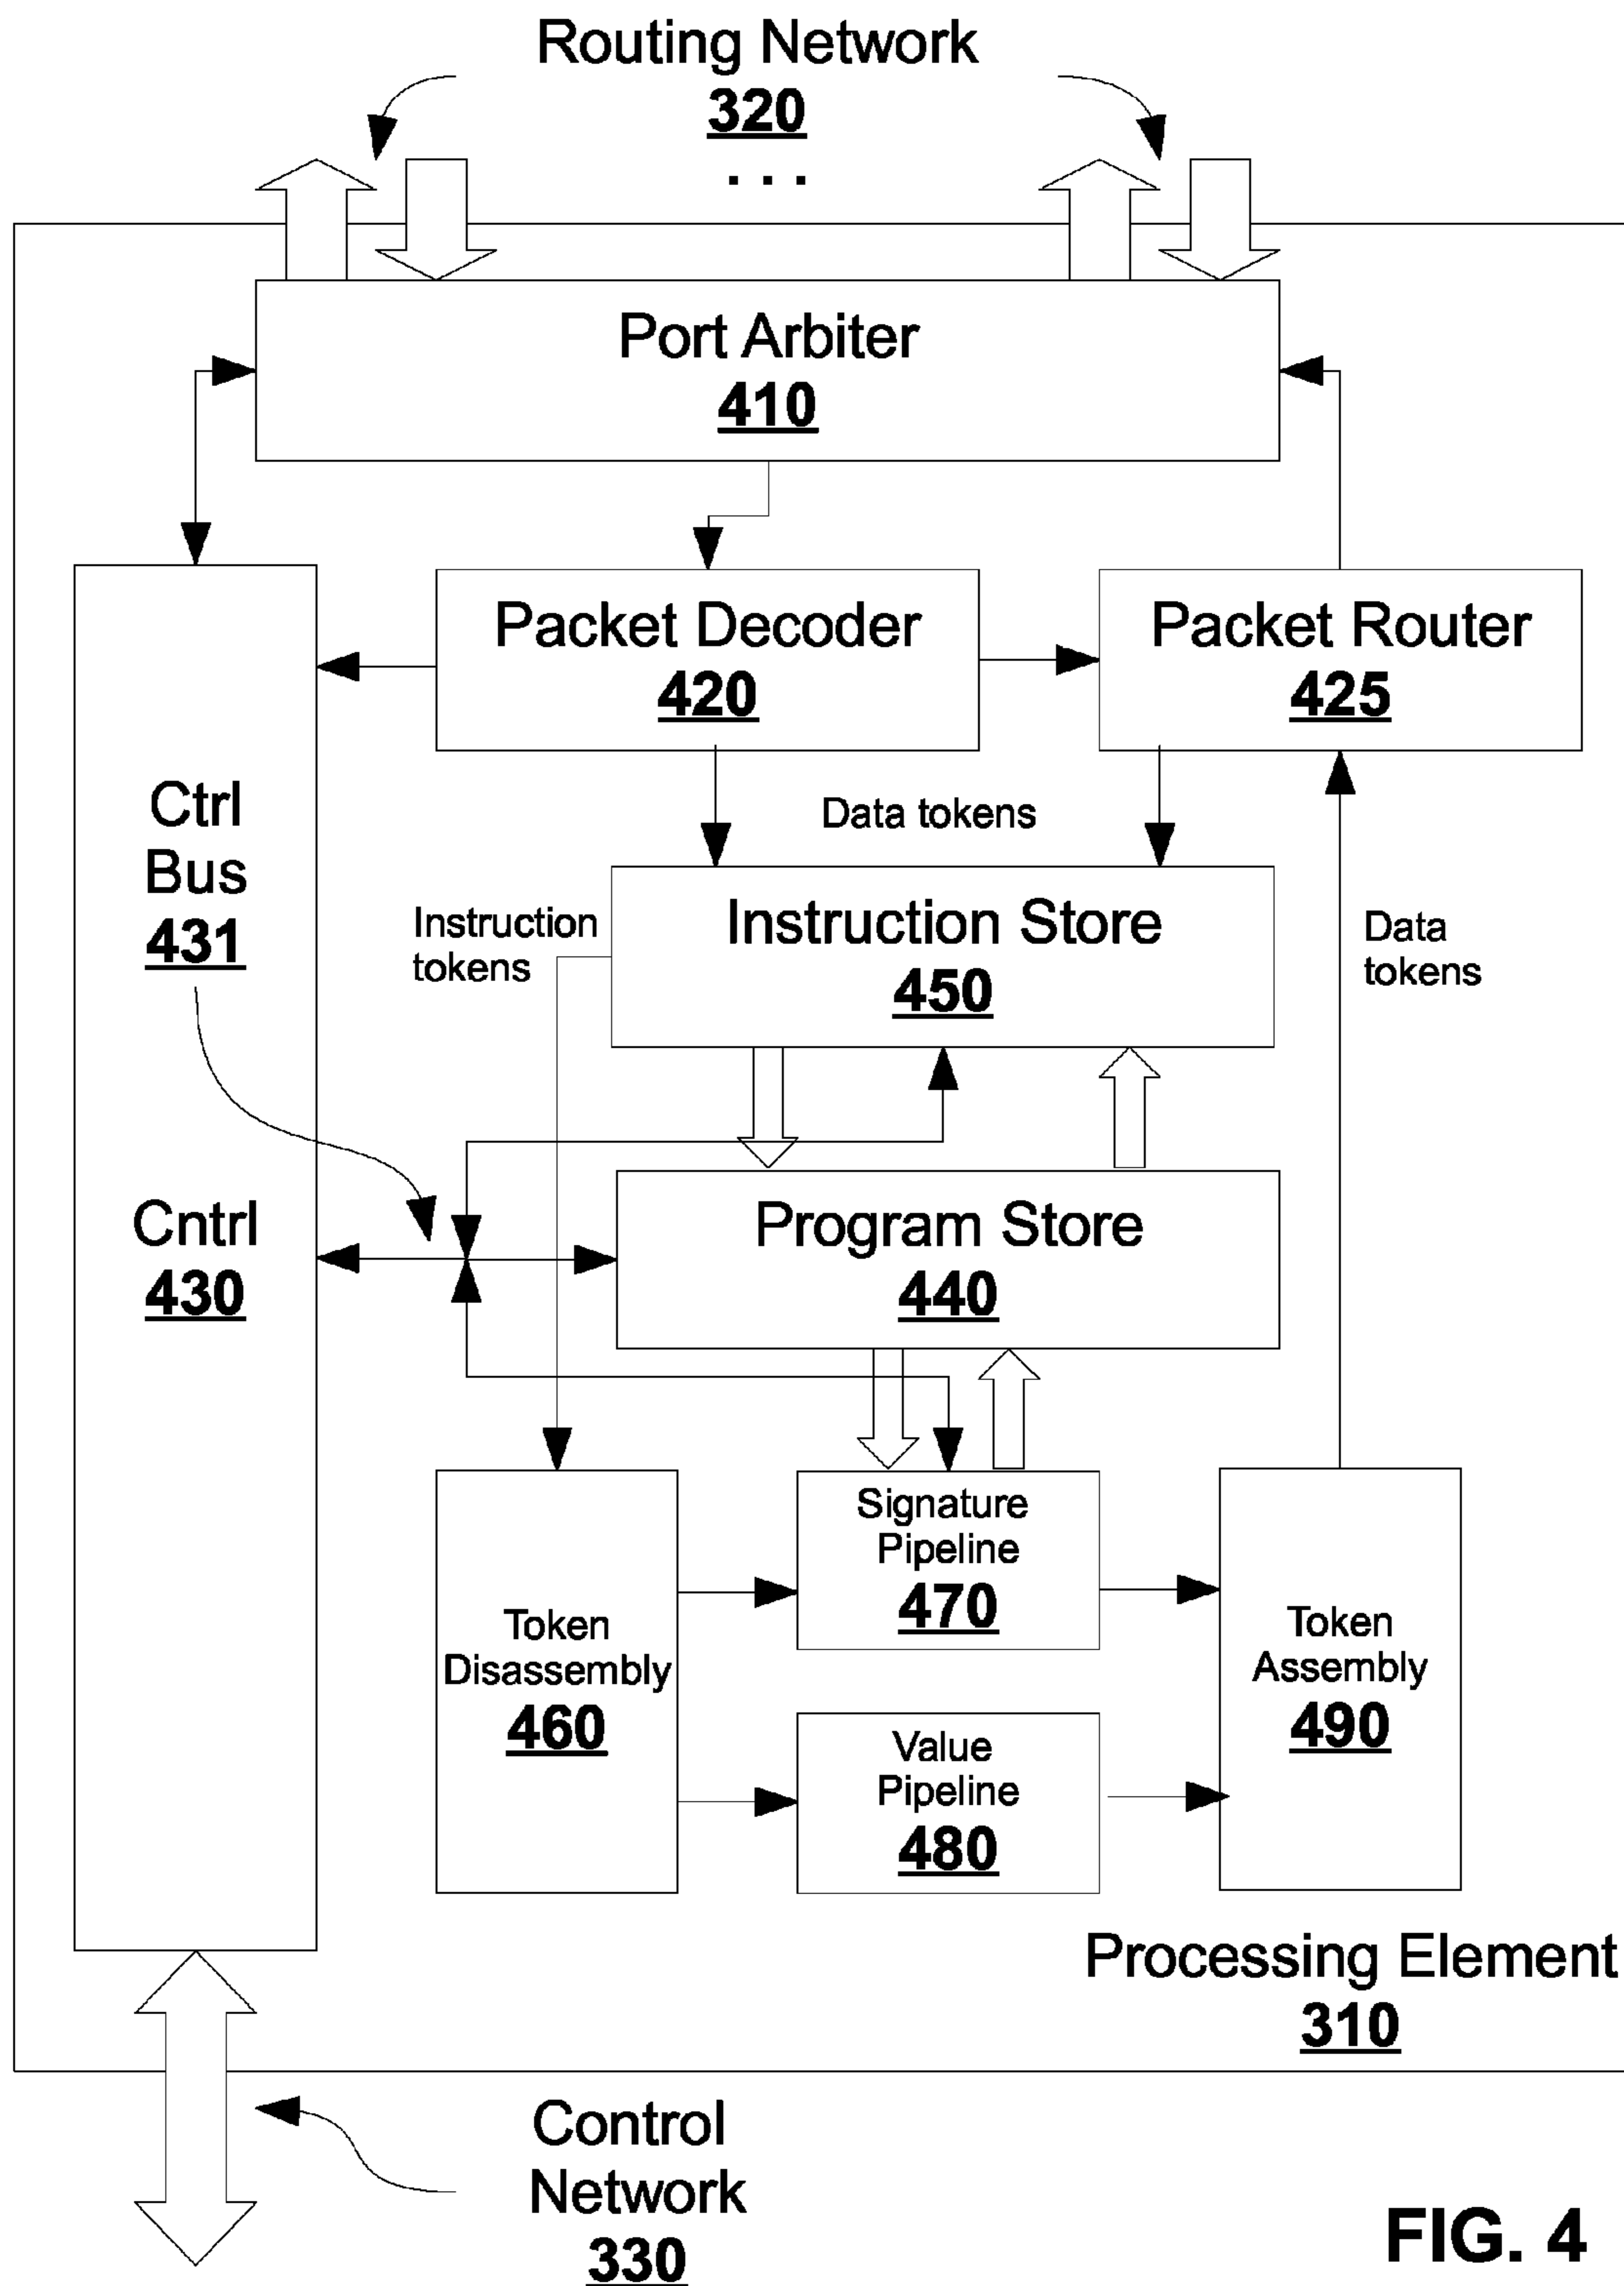 Routing Network
320
...
Port Arbiter
410
Packet Decoder
420
Packet Router
425
Ctrl
Bus
431
Data tokens
Instruction
tokens
Instruction Store
450
Data
tokens
Cntrl
430
Program Store
440
Signature
Pipeline
470
Token
Disassembly
460
Token
Assembly
490
Value
Pipeline
480
Processing Element
310
Control
Network
330
FIG. 4